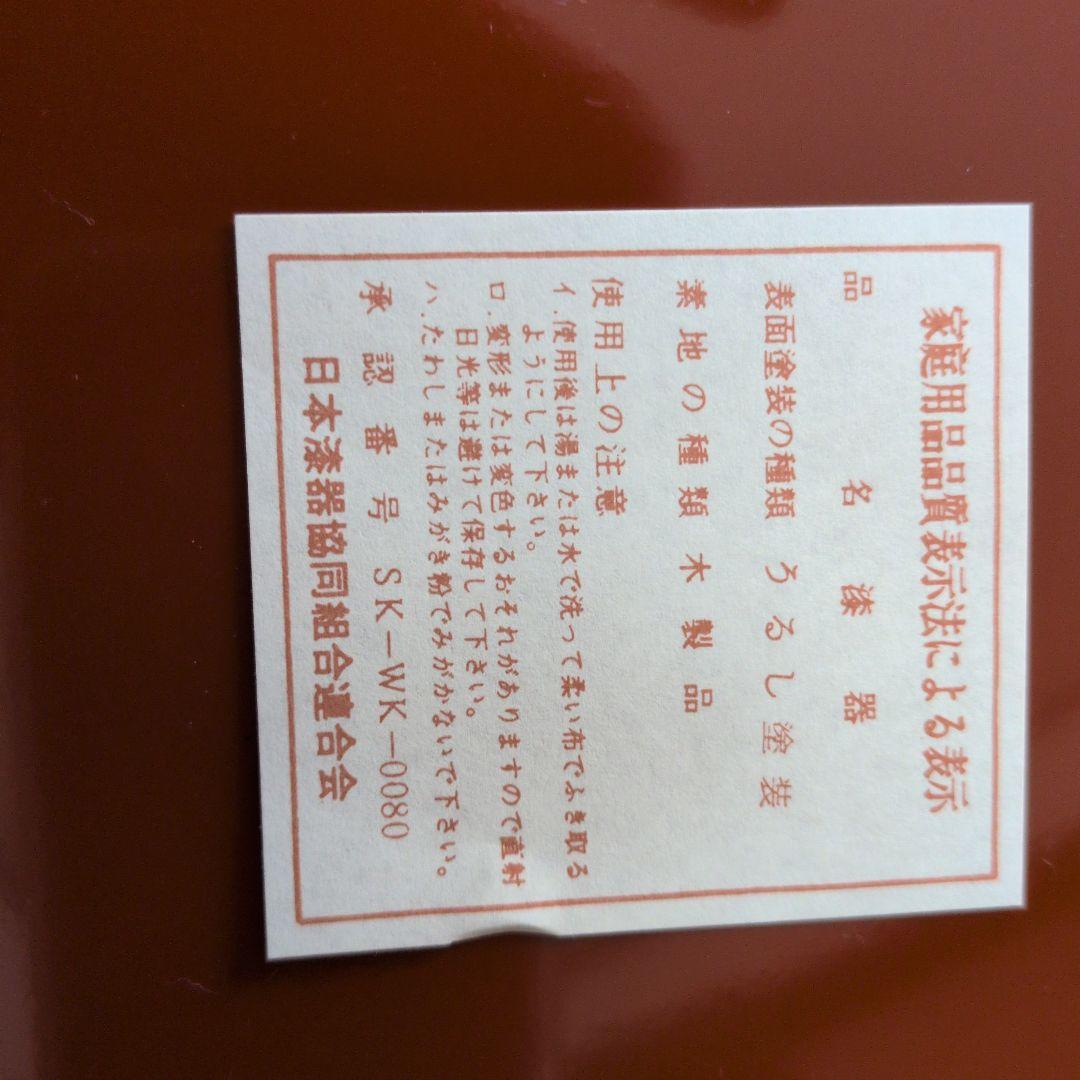 家庭用品品質表示法による表示
品名 漆器
表面塗装の種類 うるし塗装
素地の種類 木製品
使用上の注意
イ.使用後は湯または水で洗って柔い布でふき取る
ようにして下さい。
ロ.変形または変色するおそれがありますので直射
日光等は避けて保存して下さい。
ハ.たわしまたはみがき粉でみがかないで下さい。
承認番号 SK-WK-0080
日本漆器協同組合連合会